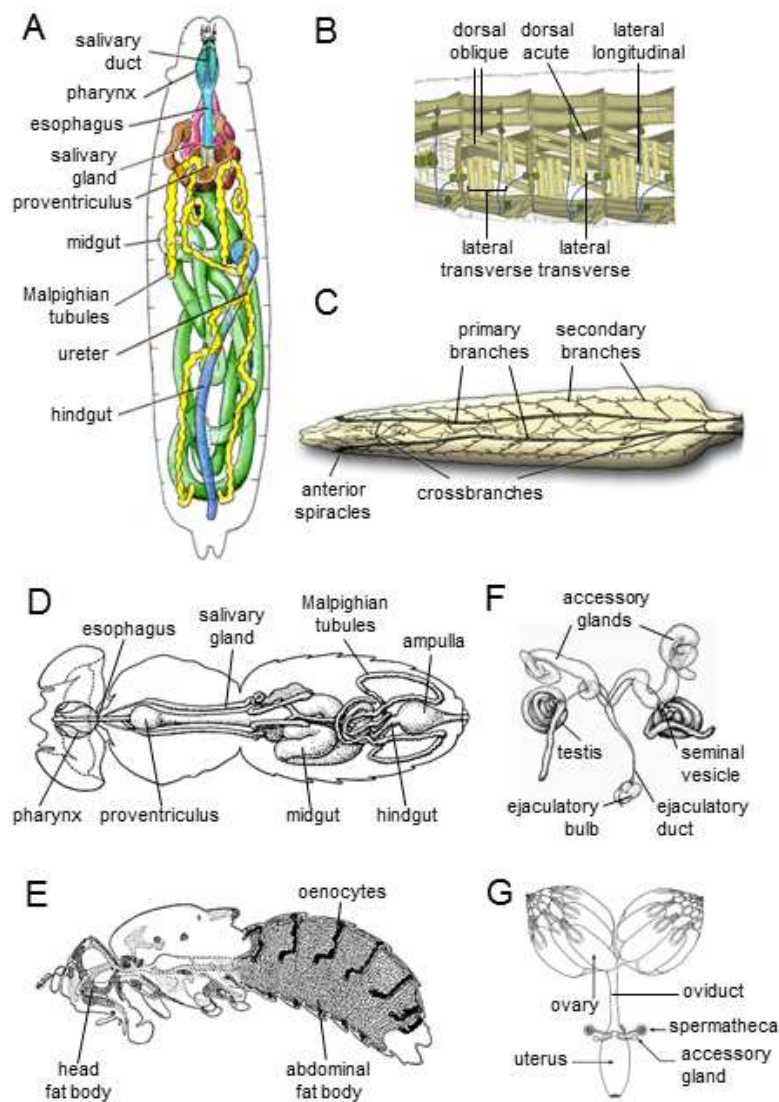 A
salivary
duct
pharynx
esophagus
salivary
gland
proventriculus
midgut
Malpighian
tubules
ureter
hindgut
B
dorsal
oblique
dorsal
acute
lateral
longitudinal
lateral
transverse
lateral
transverse
C
primary
branches
secondary
branches
anterior
spiracles
crossbranches
D
esophagus
salivary
gland
Malpighian
tubules
ampulla
pharynx
proventriculus
midgut
hindgut
F
accessory
glands
testis
seminal
vesicle
ejaculatory
bulb
ejaculatory
duct
E
oenocytes
head
fat body
abdominal
fat body
G
ovary
oviduct
spermatheca
uterus
accessory
gland